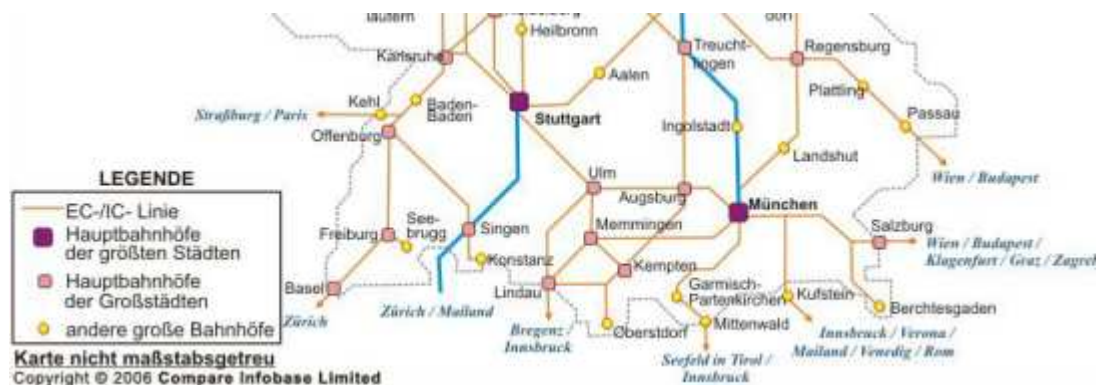 lautern
Heilbronn
dorf
Karlsruhe
Treucht-
lingen
Regensburg
Aalen
Plattling
Kehl
Baden-
Baden
Straßburg / Paris
Stuttgart
Ingolstadt
Passau
Offenburg
Landshut
Wien / Budapest
LEGENDE
EC-/IC- Linie
Hauptbahnhöfe
der größten Städten
Hauptbahnhöfe
der Großstädten
andere große Bahnhöfe
Ulm
Augsburg
München
See-
brugg
Singen
Memmingen
Salzburg
Freiburg
Wien / Budapest /
Klagenfurt / Graz / Zagreb
Konstanz
Kempten
Basel
Lindau
Garmisch-
Partenkirchen
Kufstein
Berchtesgaden
Zürich
Zürich / Mailand
Bregenz /
Innsbruck
Oberstdorf
Mittenwald
Innsbruck / Verona /
Mailand / Venedig / Rom
Seefeld in Tirol /
Innsbruck
Karte nicht maßstabsgetreu
Copyright © 2006 Compare Infobase Limited